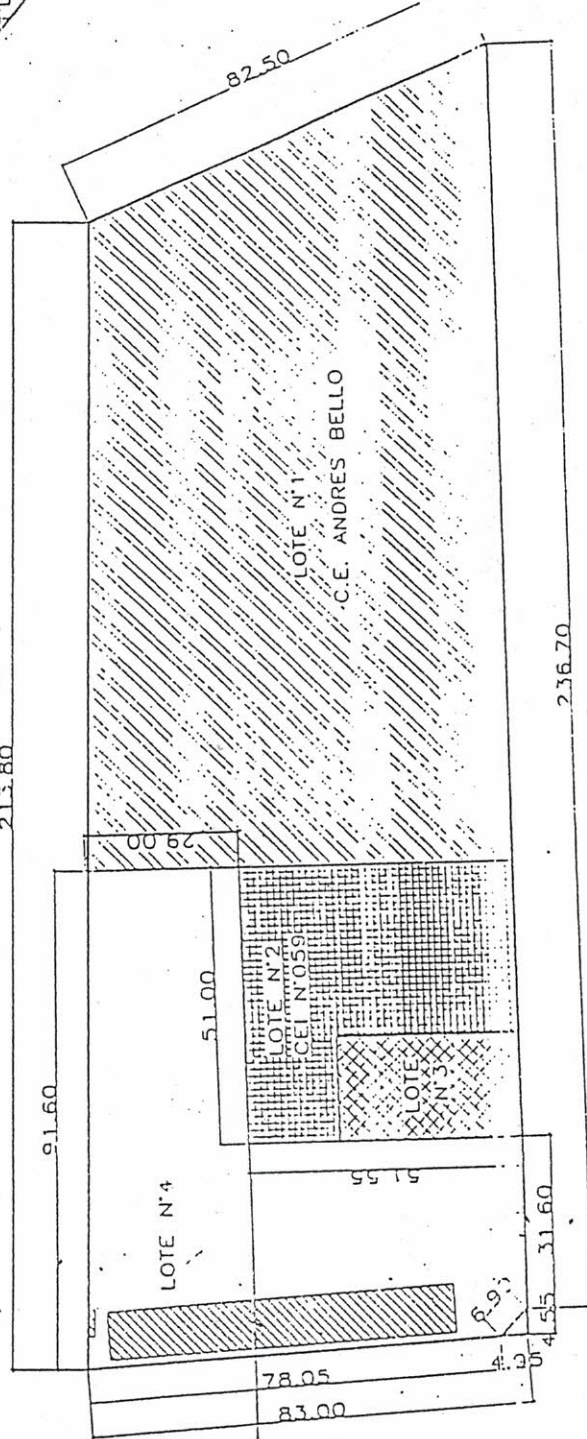 82.50
LOTE N°1
C.E. ANDRES BELLO
236.70
29.00
LOTE N°2
CEI N°059
51.00
91.60
LOTE
N°3
LOTE N°4
51.55
31.60
78.05
83.00